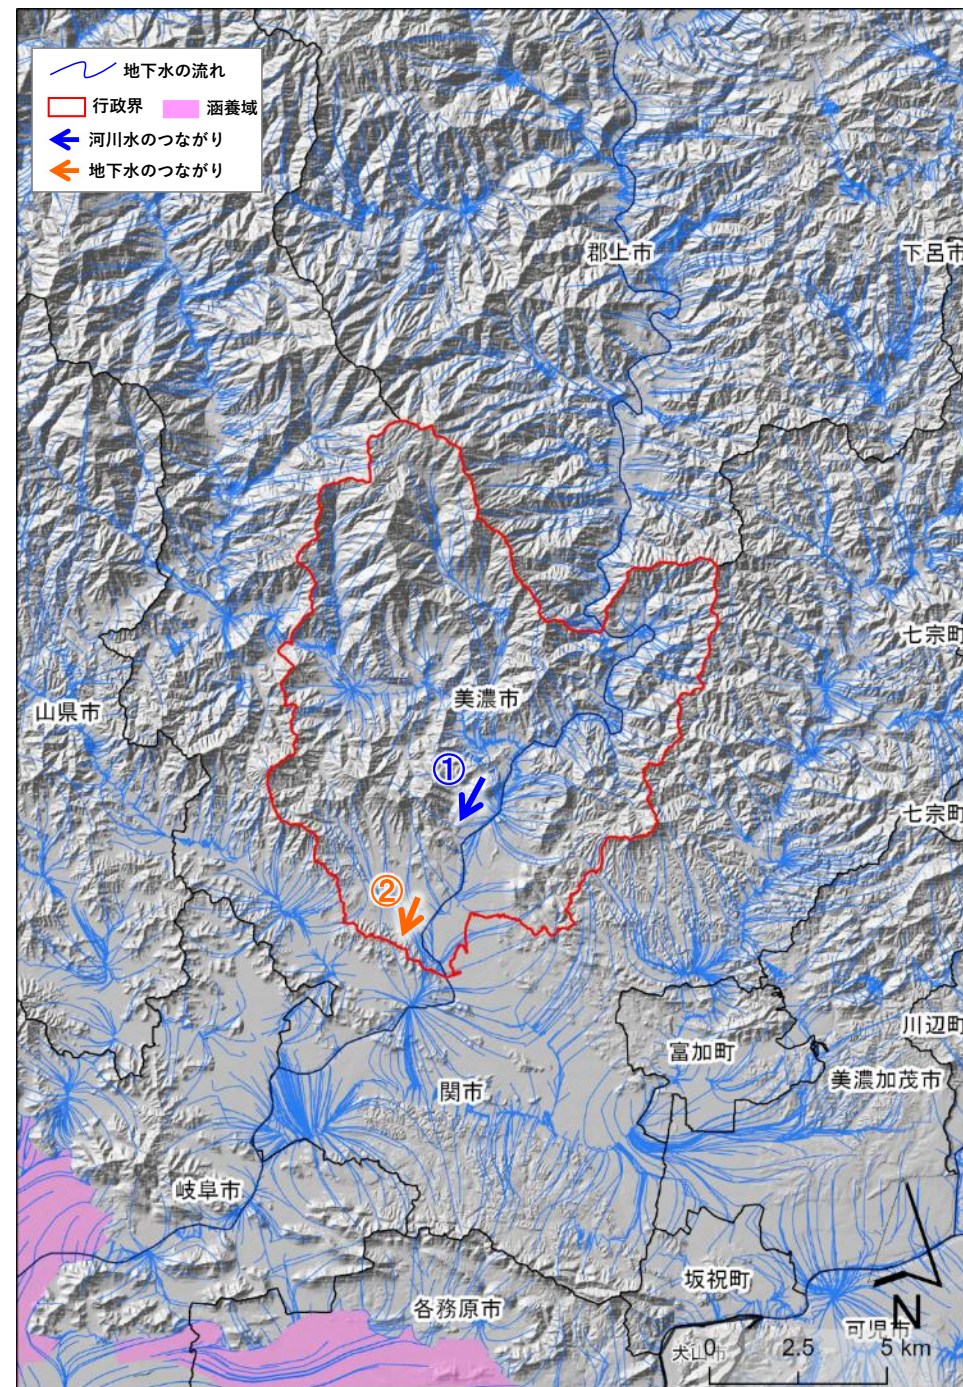 地下水の流れ
行政界 涵養域
河川水のつながり
地下水のつながり
郡上市
下呂市
七宗町
美濃市
山県市
①
七宗町
②
川辺町
富加町
美濃加茂市
関市
岐阜市
坂祝町
各務原市
N
可児市
犬山市
0 2.5 5 km